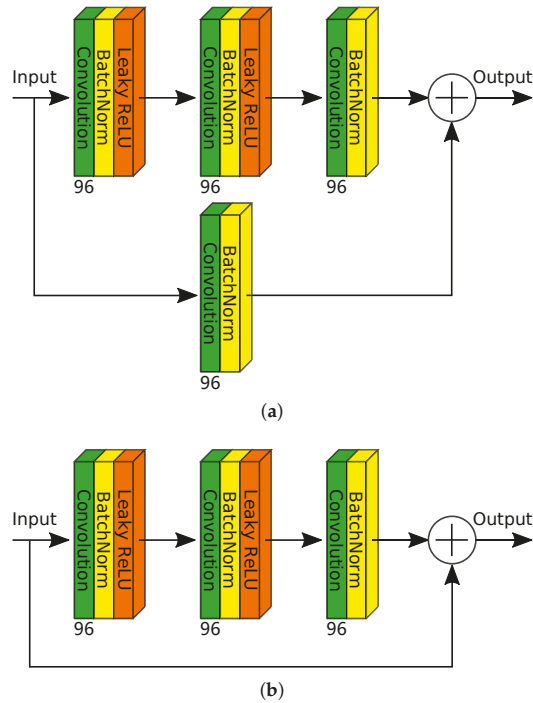 Input
Convolution
BatchNorm
Leaky ReLU
96
Convolution
BatchNorm
Leaky ReLU
96
Convolution
BatchNorm
96
Output
Convolution
BatchNorm
96
(a)
Input
Convolution
BatchNorm
Leaky ReLU
96
Convolution
BatchNorm
Leaky ReLU
96
Convolution
BatchNorm
96
Output
(b)